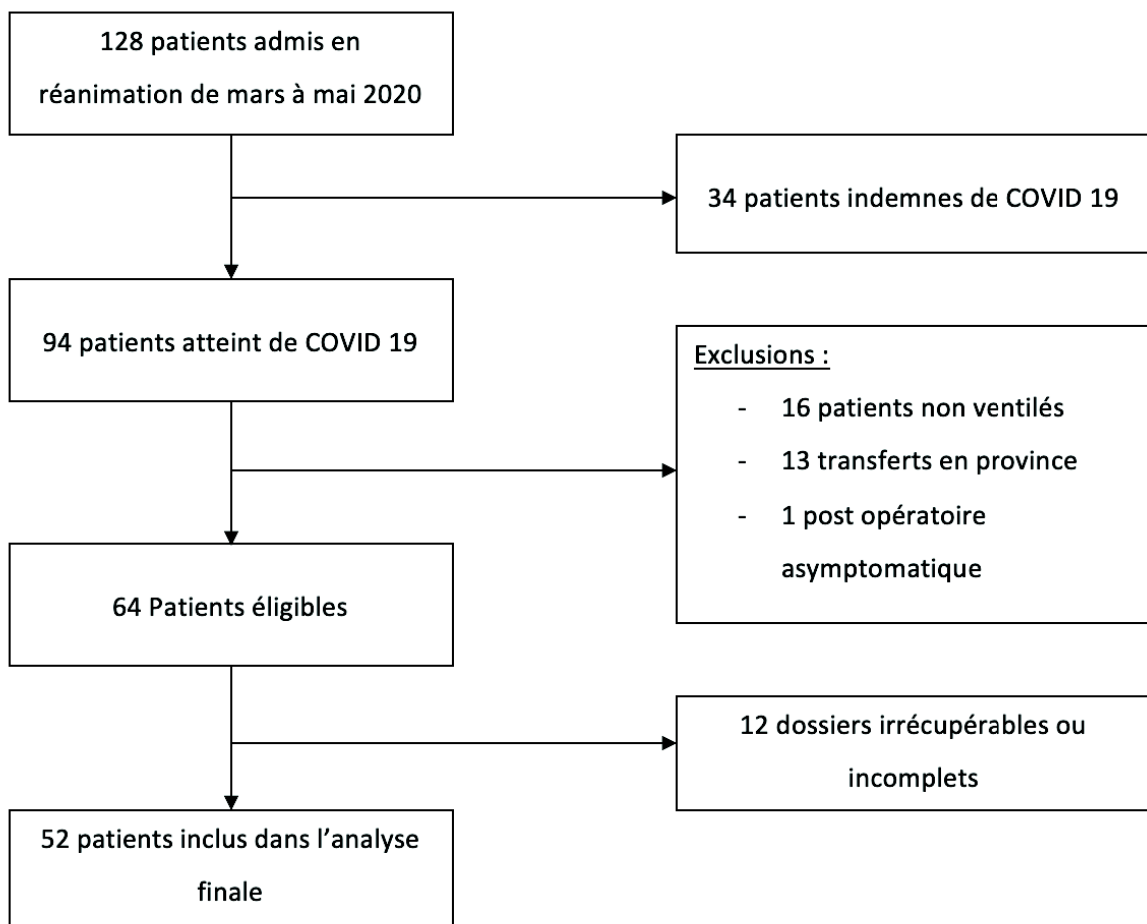 128 patients admis en
réanimation de mars à mai 2020
34 patients indemnes de COVID 19
94 patients atteint de COVID 19
Exclusions :
- 16 patients non ventilés
- 13 transferts en province
- 1 post opératoire
asymptomatique
64 Patients éligibles
12 dossiers irrécupérables ou
incomplets
52 patients inclus dans l’analyse
finale